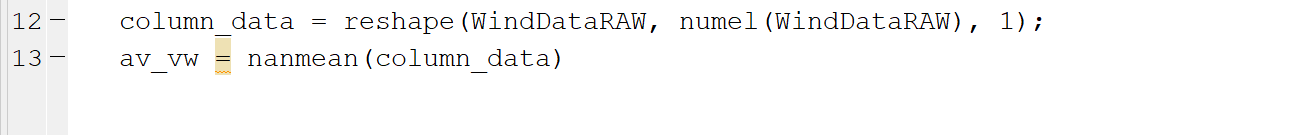 12 − column_data = reshape(WindDataRAW, numel(WindDataRAW), 1);
13 − av_vw = nanmean(column_data)